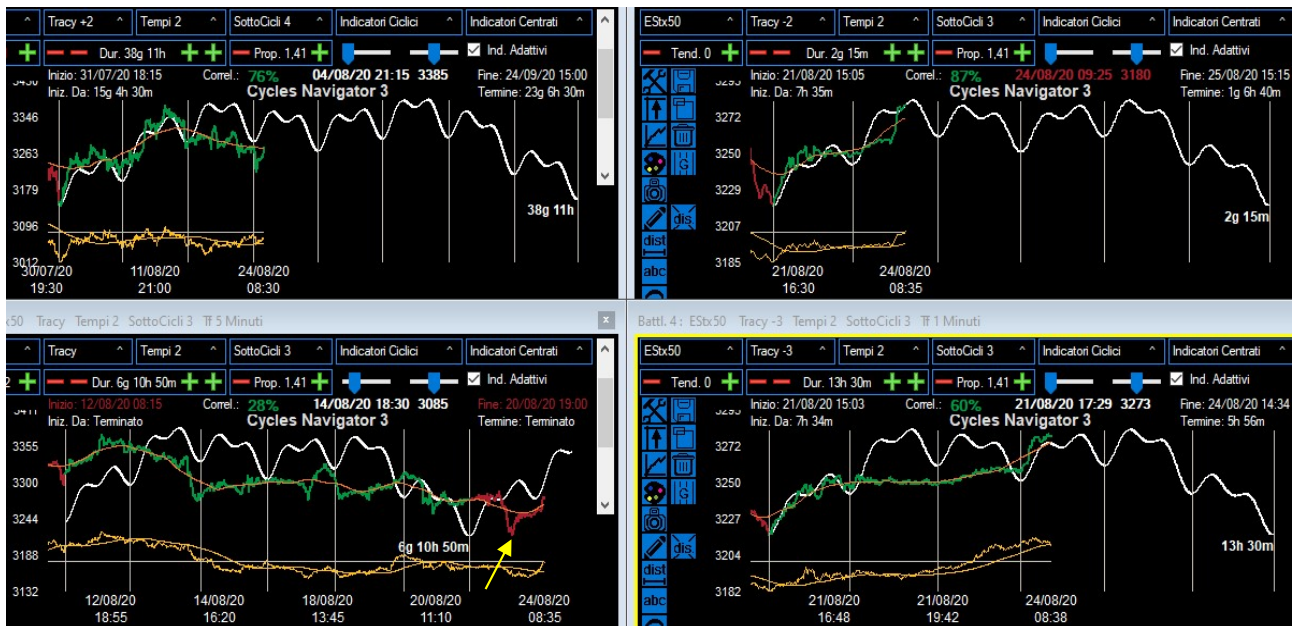 ^ Tracy +2 ^ Tempi 2 ^ SottoCicli 4 ^ Indicatori Ciclici ^ Indicatori Centrati ^
Dur. 38g 11h Prop. 1,41 Ind. Adattivi
Inizio: 31/07/20 18:15 Correl.: 76% 04/08/20 21:15 3385 Fine: 24/09/20 15:00
Iniz. Da: 15g 4h 30m Cycles Navigator 3 Termine: 23g 6h 30m
3346
3263
3179
3096
3012
38g 11h
30/07/20 11/08/20 24/08/20
19:30 21:00 08:30
EStx50 ^ Tracy -2 ^ Tempi 2 ^ SottoCicli 3 ^ Indicatori Ciclici ^ Indicatori Centrati ^
Tend. 0 Dur. 2g 15m Prop. 1,41 Ind. Adattivi
Inizio: 21/08/20 15:05 Correl.: 87% 24/08/20 09:25 3180 Fine: 25/08/20 15:15
Iniz. Da: 7h 35m Cycles Navigator 3 Termine: 1g 6h 40m
3272
3250
3229
3207
3185
G
dis
dist
abc
2g 15m
21/08/20 24/08/20
16:30 08:35
x50 Tracy Tempi 2 SottoCicli 3 Tf 5 Minuti x
^ Tracy ^ Tempi 2 ^ SottoCicli 3 ^ Indicatori Ciclici ^ Indicatori Centrati ^
2 Dur. 6g 10h 50m Prop. 1,41 Ind. Adattivi
Inizio: 12/08/20 08:15 Correl.: 28% 14/08/20 18:30 3085 Fine: 20/08/20 19:00
Iniz. Da: Terminato Cycles Navigator 3 Termine: Terminato
3355
3300
3244
3188
3132
6g 10h 50m
12/08/20 14/08/20 18/08/20 20/08/20 24/08/20
18:55 16:20 13:45 11:10 08:35
Battl. 4 : EStx50 Tracy -3 Tempi 2 SottoCicli 3 Tf 1 Minuti
EStx50 ^ Tracy -3 ^ Tempi 2 ^ SottoCicli 3 ^ Indicatori Ciclici ^ Indicatori Centrati ^
Tend. 0 Dur. 13h 30m Prop. 1,41 Ind. Adattivi
Inizio: 21/08/20 15:03 Correl.: 60% 21/08/20 17:29 3273 Fine: 24/08/20 14:34
Iniz. Da: 7h 34m Cycles Navigator 3 Termine: 5h 56m
3272
3250
3227
3204
3182
G
dis
dist
abc
13h 30m
21/08/20 21/08/20 24/08/20
16:48 19:42 08:38